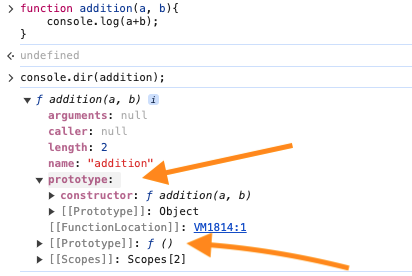 function addition(a, b){
console.log(a+b);
}
undefined
console.dir(addition);
ƒ addition(a, b) i
arguments: null
caller: null
length: 2
name: "addition"
prototype:
constructor: ƒ addition(a, b)
[[Prototype]]: Object
[[FunctionLocation]]: VM1814:1
[[Prototype]]: ƒ ()
[[Scopes]]: Scopes[2]